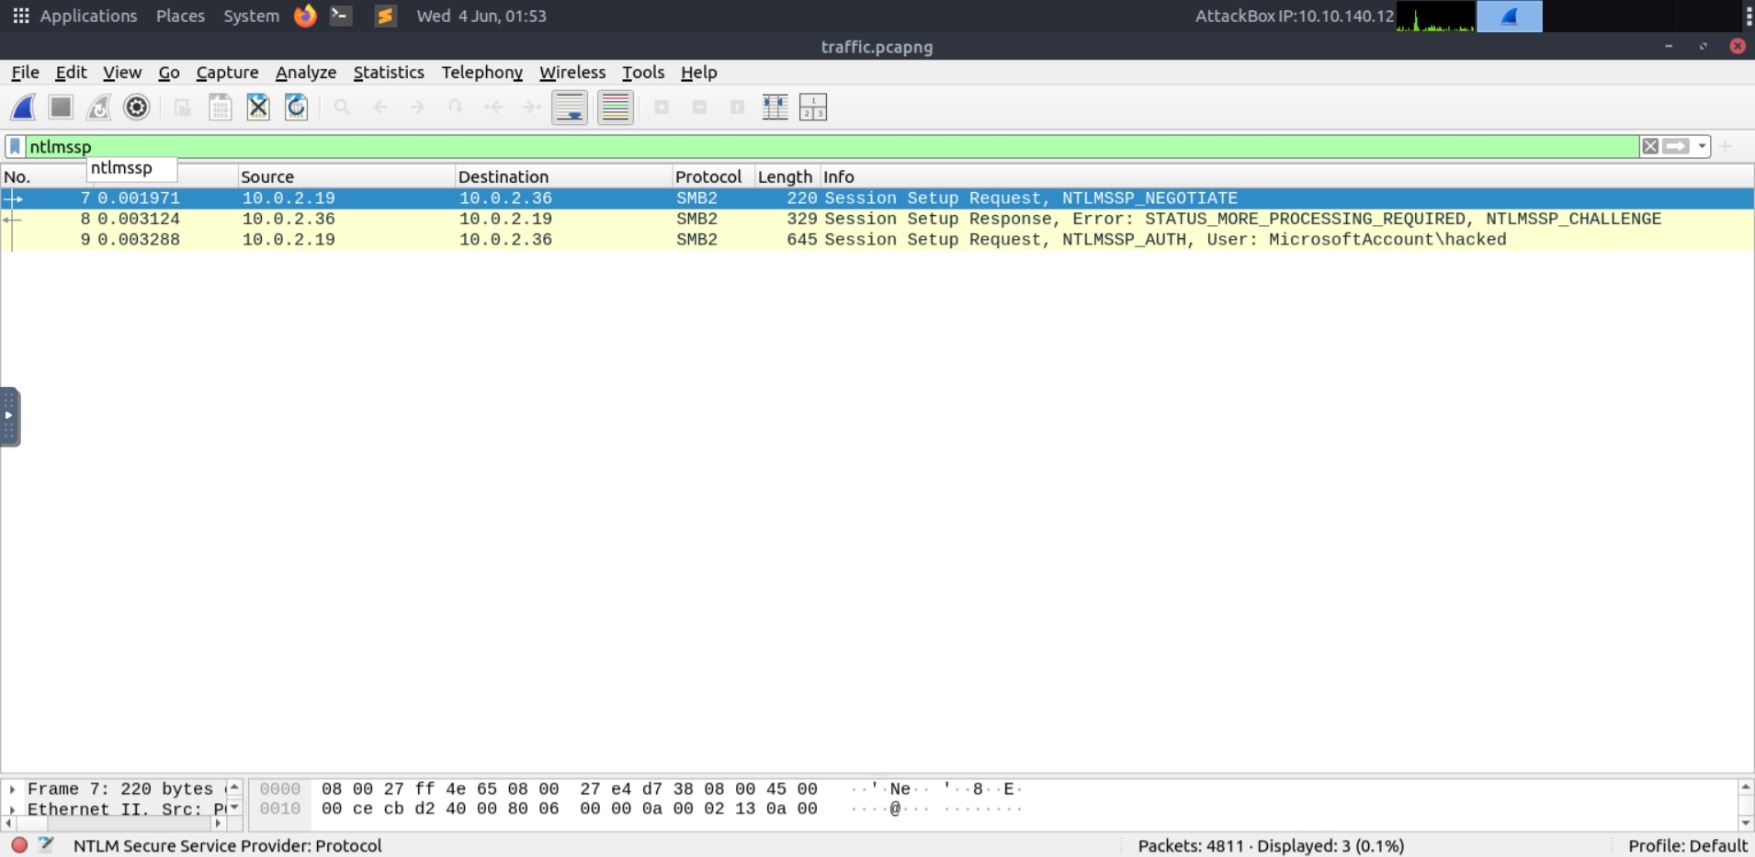 Applications Places System Wed 4 Jun, 01:53 AttackBox IP:10.10.140.12
traffic.pcapng
File Edit View Go Capture Analyze Statistics Telephony Wireless Tools Help
ntlmssp
ntlmssp
No. Source Destination Protocol Length Info
7 0.001971 10.0.2.19 10.0.2.36 SMB2 220 Session Setup Request, NTLMSSP_NEGOTIATE
8 0.003124 10.0.2.36 10.0.2.19 SMB2 329 Session Setup Response, Error: STATUS_MORE_PROCESSING_REQUIRED, NTLMSSP_CHALLENGE
9 0.003288 10.0.2.19 10.0.2.36 SMB2 645 Session Setup Request, NTLMSSP_AUTH, User: MicrosoftAccount\hacked
Frame 7: 220 bytes 0000 08 00 27 ff 4e 65 08 00 27 e4 d7 38 08 00 45 00 ··'·Ne·· '··8··E·
Ethernet II, Src: P 0010 00 ce cb d2 40 00 80 06 00 00 0a 00 02 13 0a 00 ····@··· ········
NTLM Secure Service Provider: Protocol Packets: 4811 · Displayed: 3 (0.1%) Profile: Default